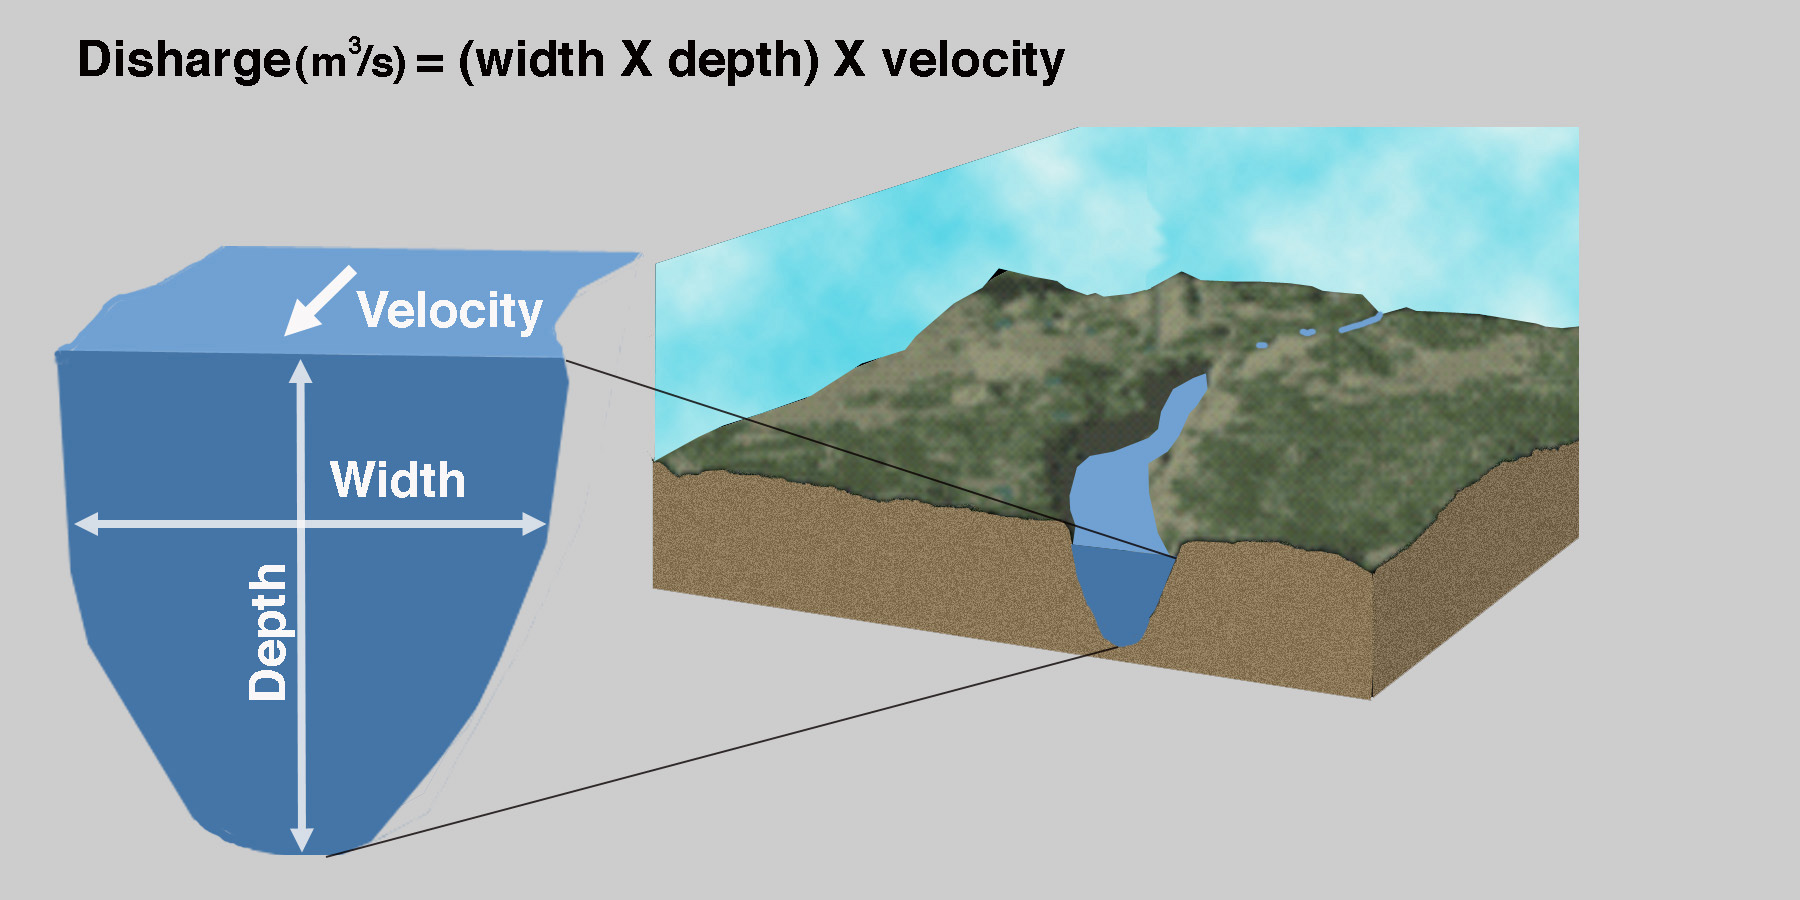 Disharge(m³/s) = (width X depth) X velocity
Velocity
Width
Depth